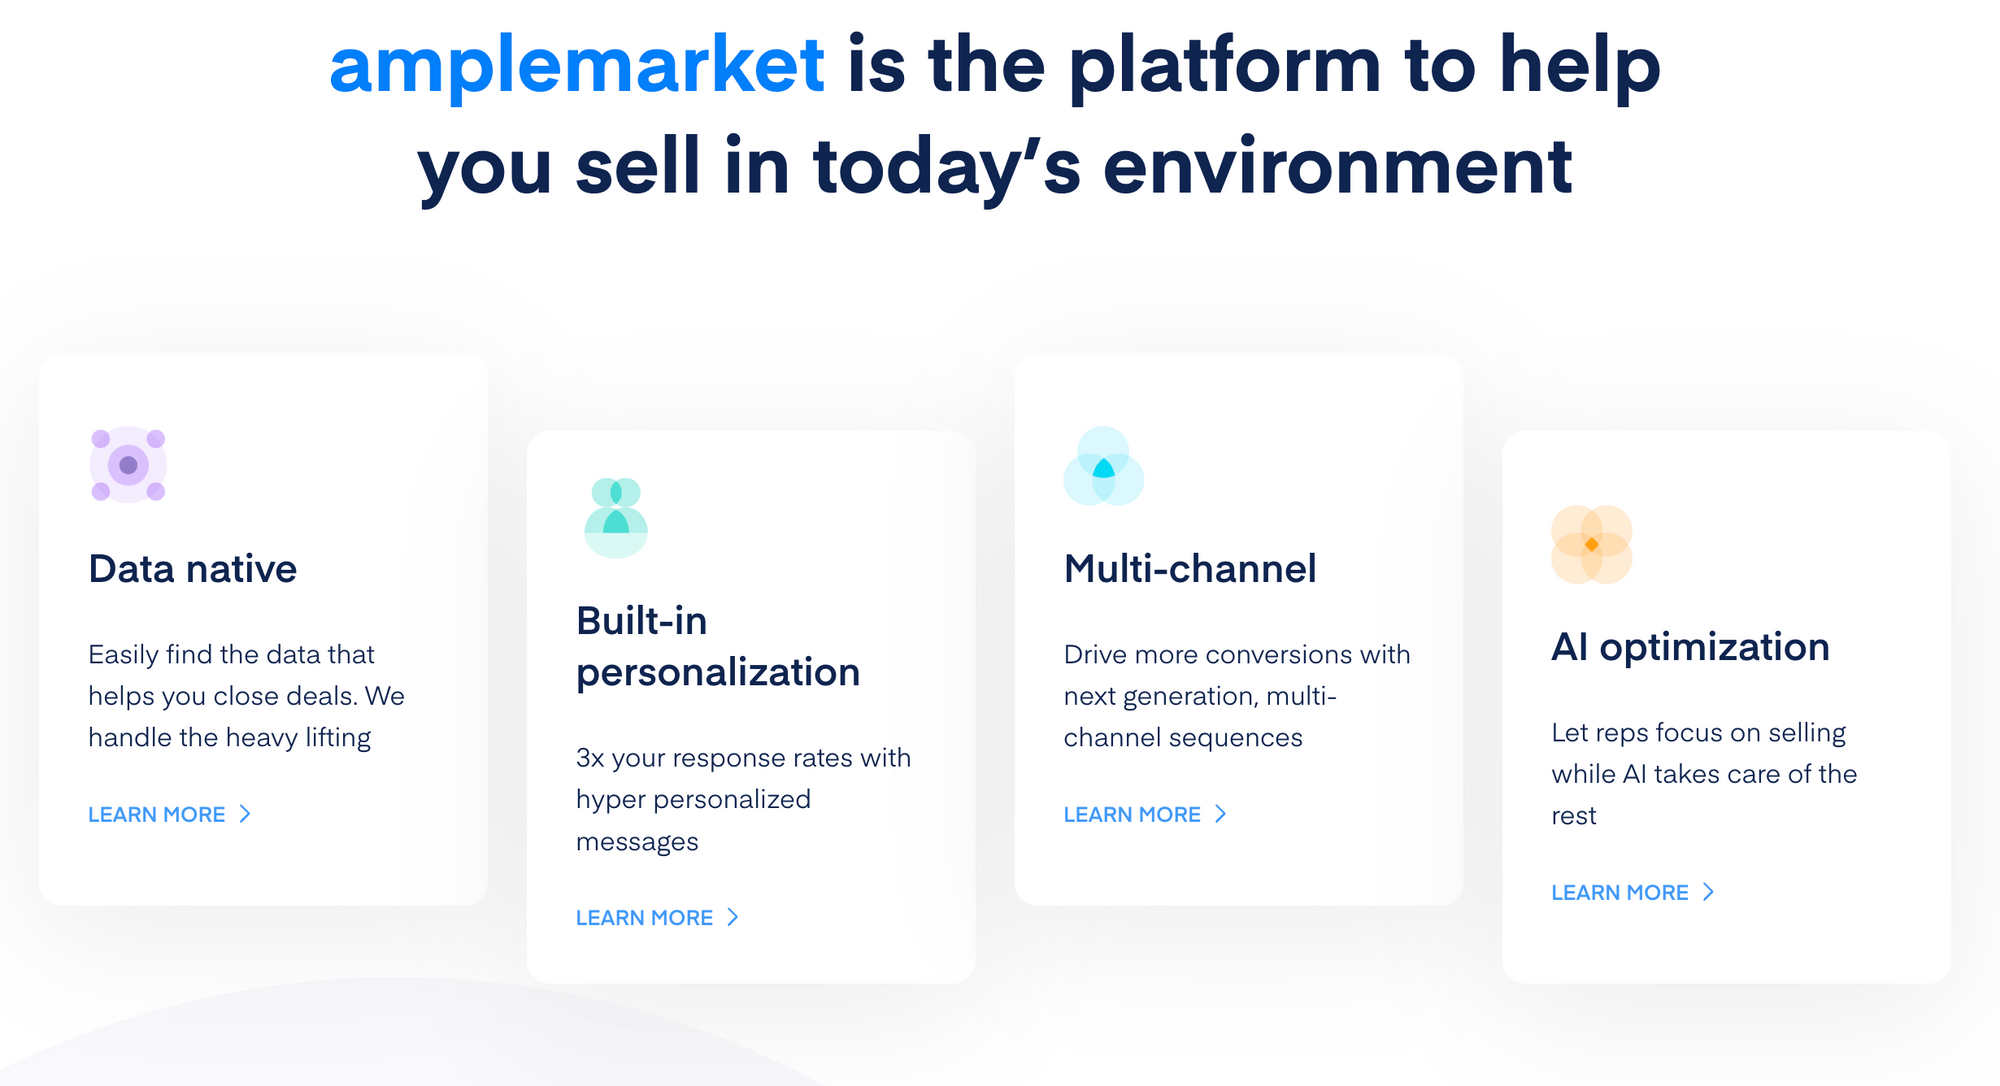 amplemarket is the platform to help
you sell in today’s environment
Data native
Easily find the data that
helps you close deals. We
handle the heavy lifting
LEARN MORE
Built-in
personalization
3x your response rates with
hyper personalized
messages
LEARN MORE
Multi-channel
Drive more conversions with
next generation, multi-
channel sequences
LEARN MORE
AI optimization
Let reps focus on selling
while AI takes care of the
rest
LEARN MORE